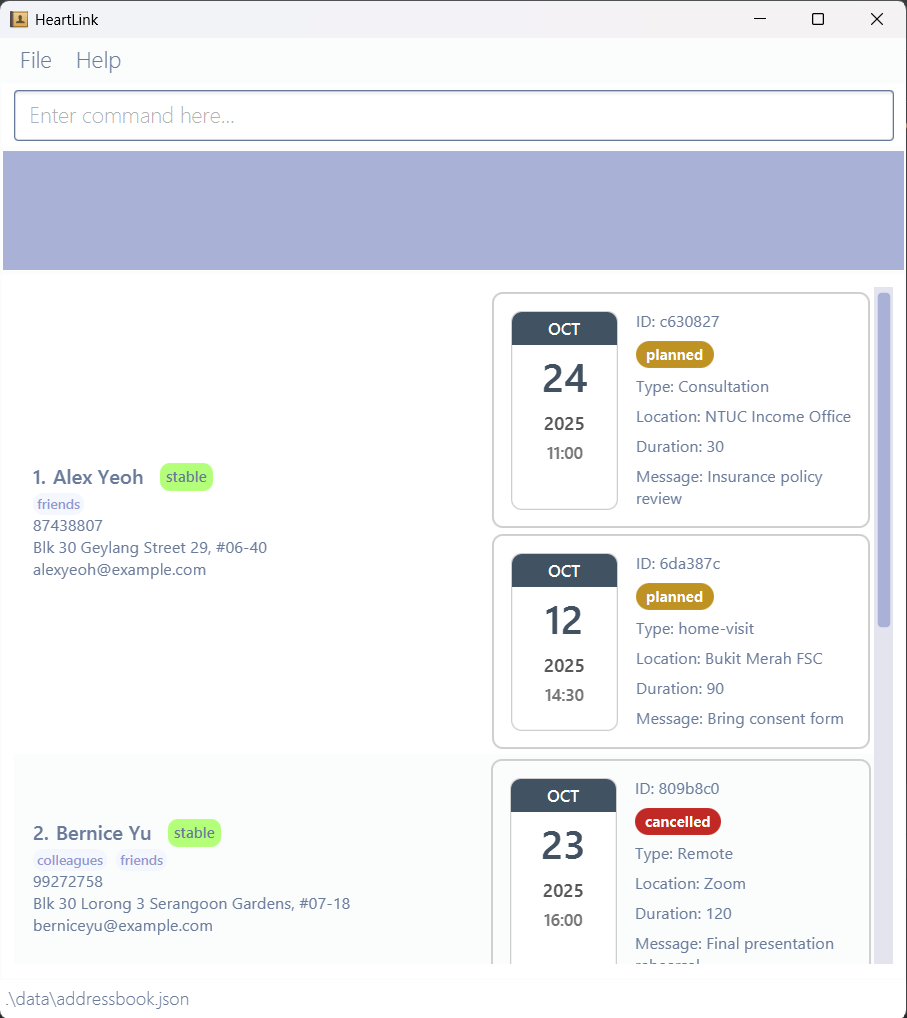 HeartLink
File Help
Enter command here...
1. Alex Yeoh stable
friends
87438807
Blk 30 Geylang Street 29, #06-40
alexyeoh@example.com
OCT
24
2025
11:00
ID: c630827
planned
Type: Consultation
Location: NTUC Income Office
Duration: 30
Message: Insurance policy
review
OCT
12
2025
14:30
ID: 6da387c
planned
Type: home-visit
Location: Bukit Merah FSC
Duration: 90
Message: Bring consent form
2. Bernice Yu stable
colleagues friends
99272758
Blk 30 Lorong 3 Serangoon Gardens, #07-18
berniceyu@example.com
OCT
23
2025
16:00
ID: 809b8c0
cancelled
Type: Remote
Location: Zoom
Duration: 120
Message: Final presentation
.\data\addressbook.json